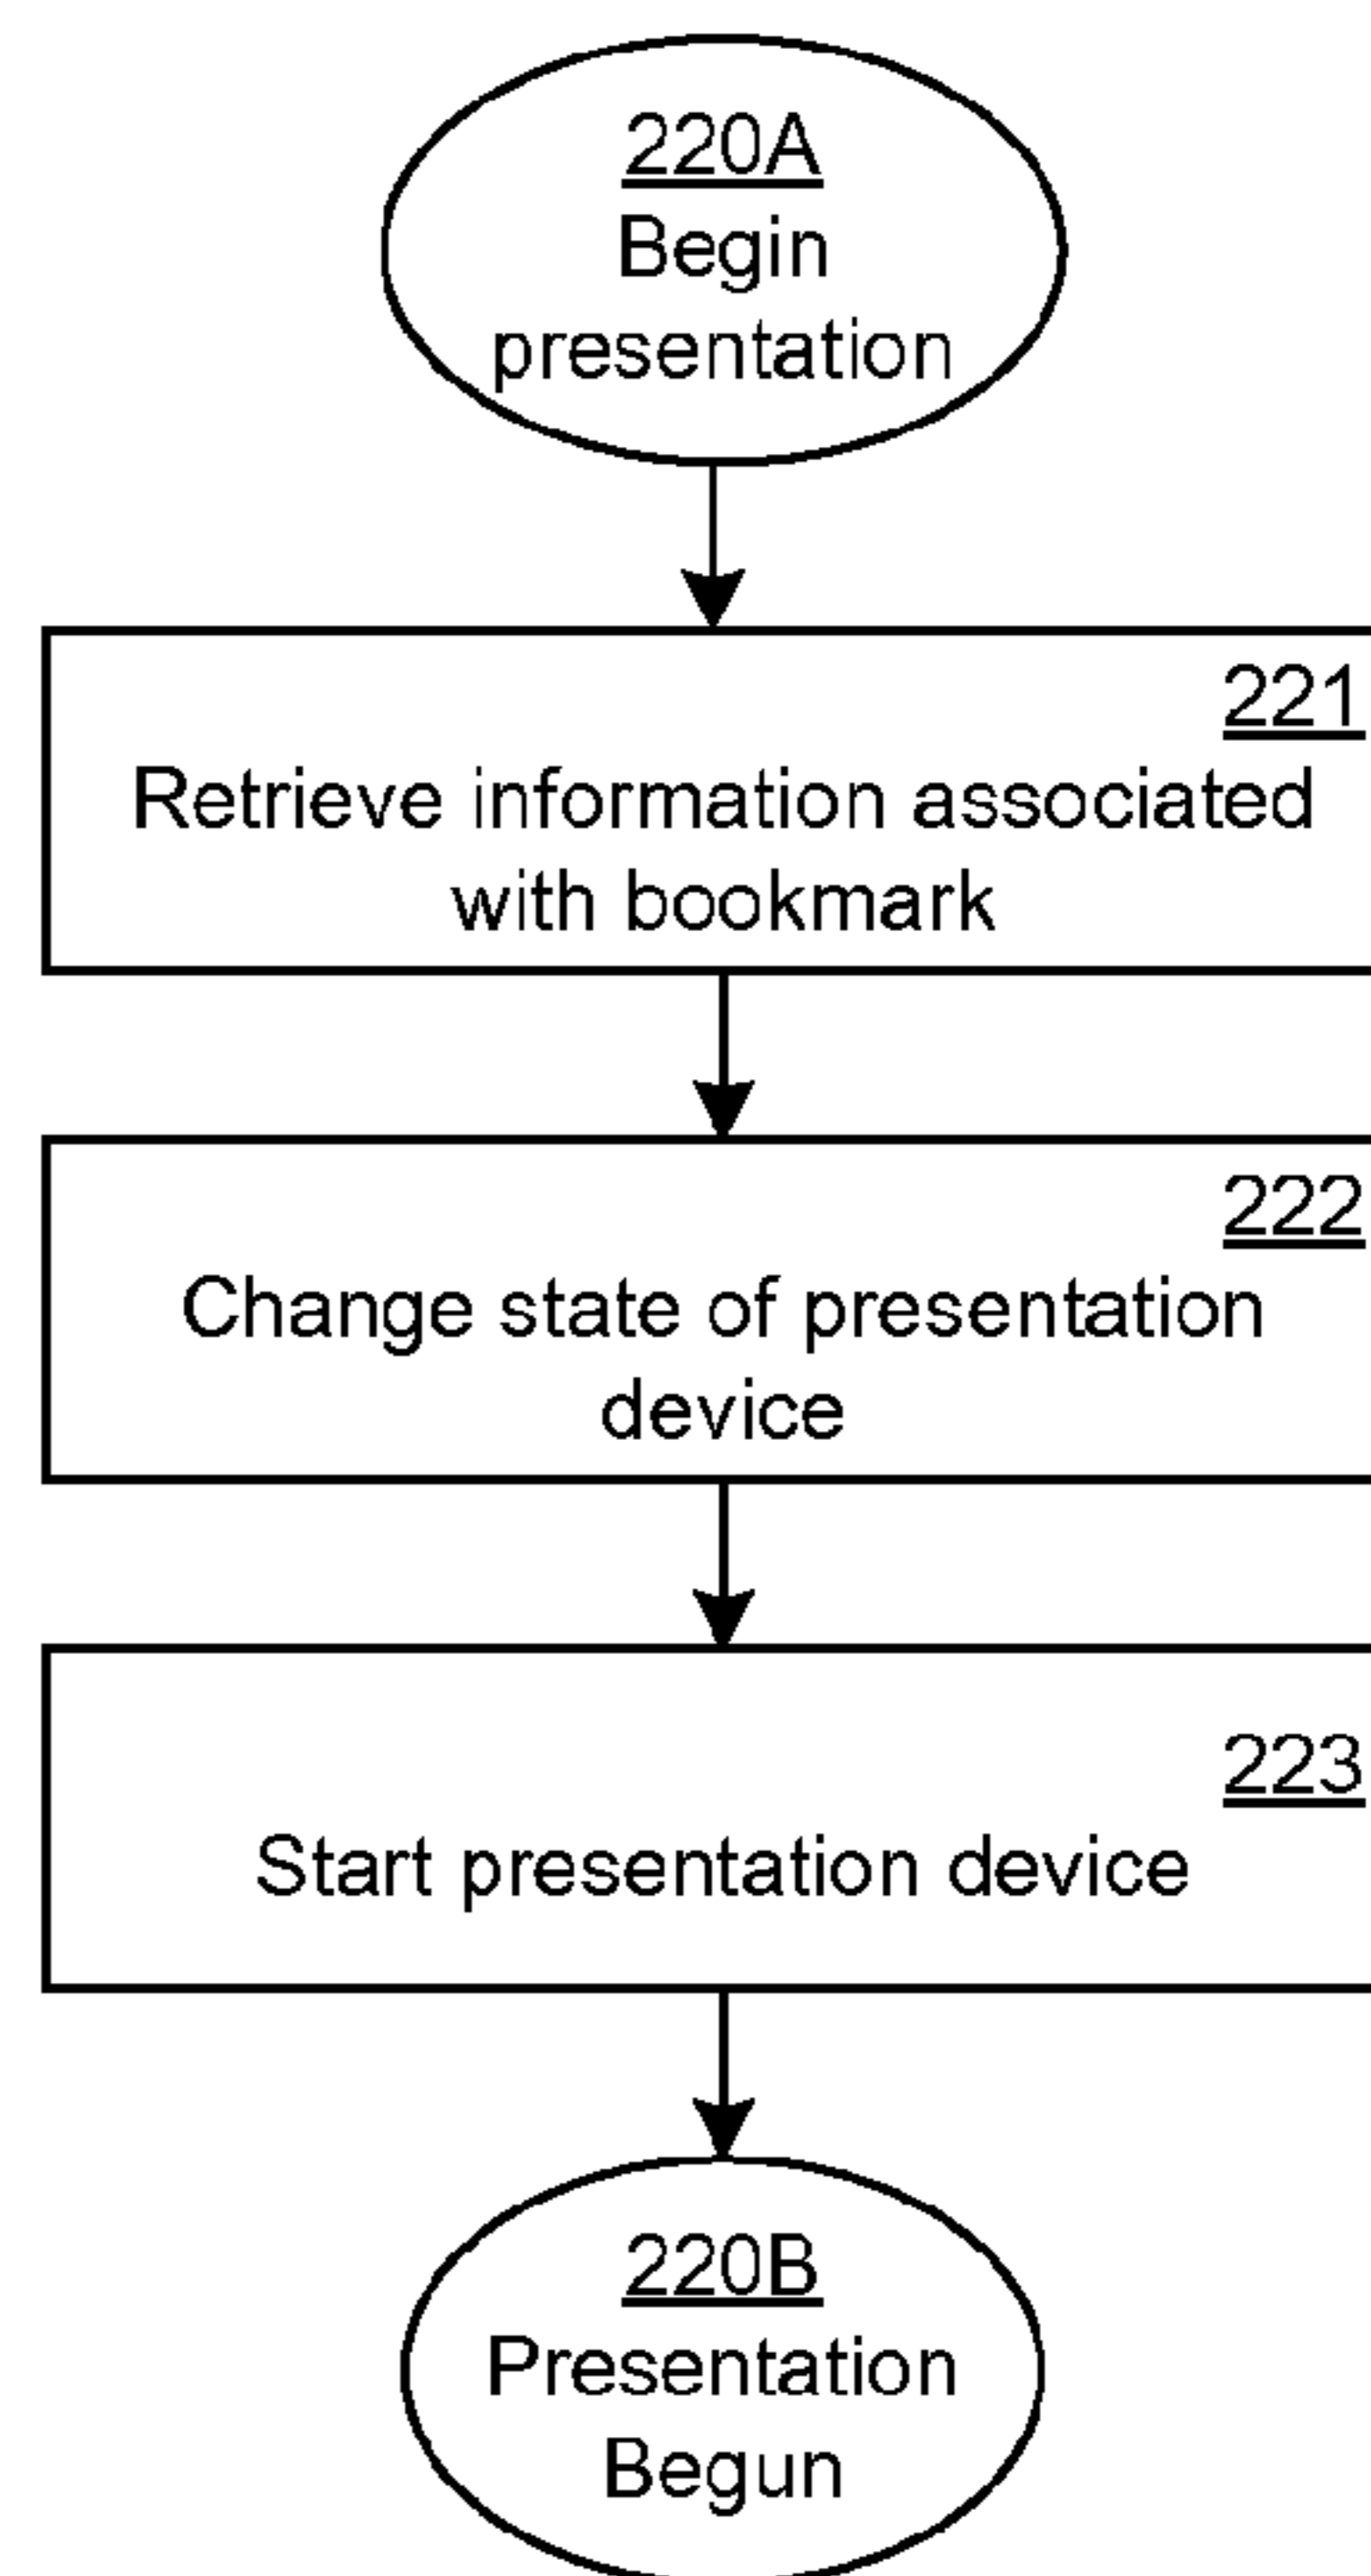 220A
Begin
presentation
221
Retrieve information associated
with bookmark
222
Change state of presentation
device
223
Start presentation device
220B
Presentation
Begun